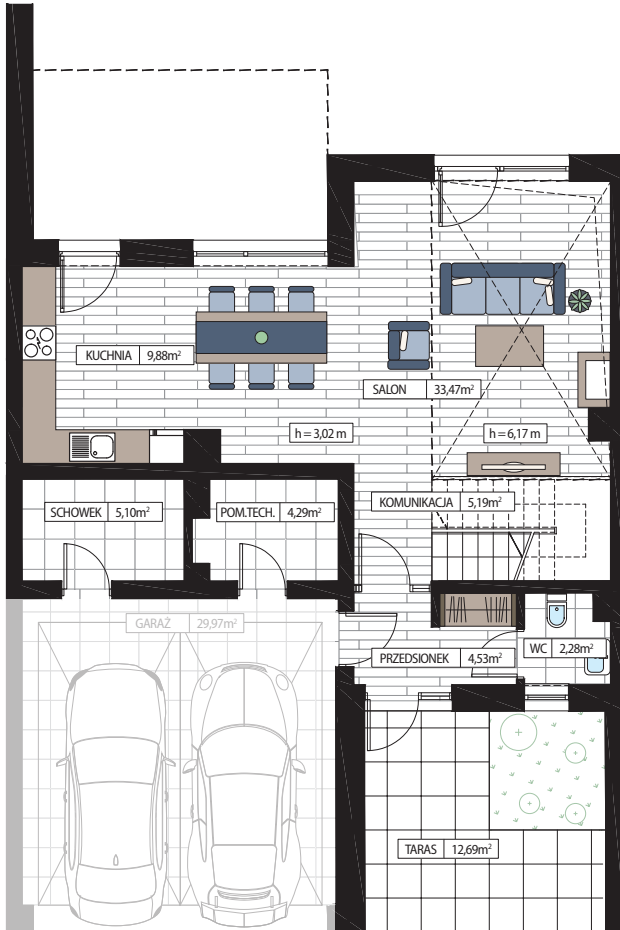 KUCHNIA 9,88m²
SALON 33,47m²
h = 3,02 m
h = 6,17 m
SCHOWEK 5,10m²
POM.TECH. 4,29m²
KOMUNIKACJA 5,19m²
GARAŻ 29,97m²
PRZEDSIONEK 4,53m²
WC 2,28m²
TARAS 12,69m²